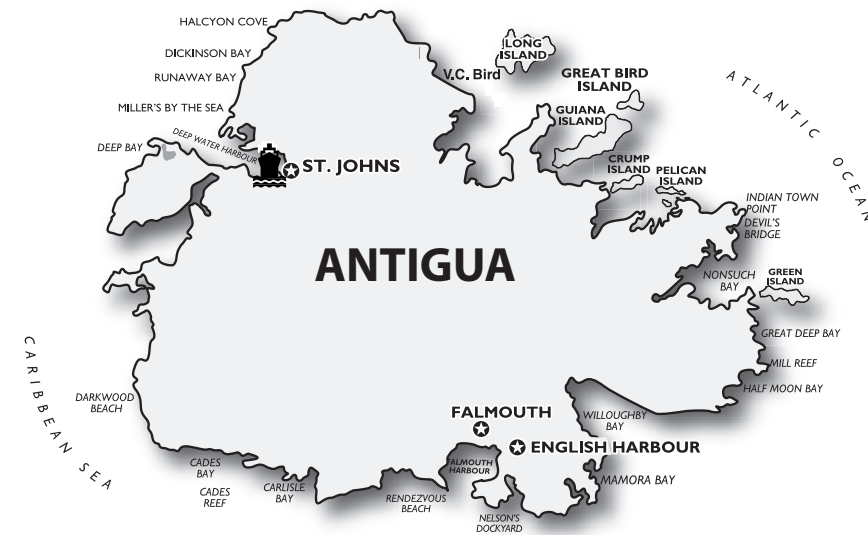 HALCYON COVE
DICKINSON BAY
RUNAWAY BAY
MILLER'S BY THE SEA
DEEP WATER HARBOUR
DEEP BAY
ST. JOHNS
V.C. Bird
LONG
ISLAND
GREAT BIRD
ISLAND
GUIANA
ISLAND
CRUMP
ISLAND
PELICAN
ISLAND
ATLANTIC OCEAN
INDIAN TOWN
POINT
DEVIL'S
BRIDGE
ANTIGUA
NONSUCH
BAY
GREEN
ISLAND
GREAT DEEP BAY
MILL REEF
HALF MOON BAY
CARIBBEAN SEA
DARKWOOD
BEACH
FALMOUTH
WILLOUGHBY
BAY
ENGLISH HARBOUR
CADES
BAY
CADES
REEF
CARLISLE
BAY
FALMOUTH
HARBOUR
RENDEZVOUS
BEACH
MAMORA BAY
NELSON'S
DOCKYARD